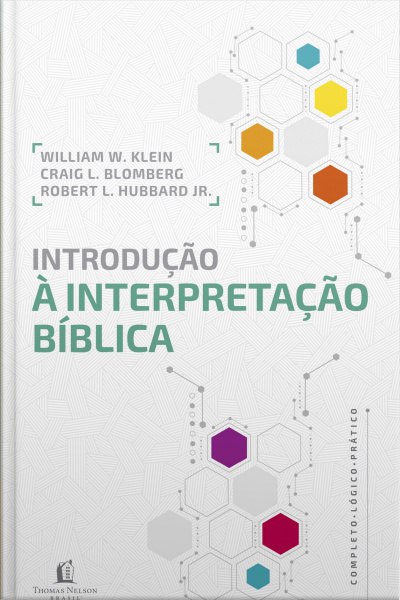 WILLIAM W. KLEIN
CRAIG L. BLOMBERG
ROBERT L. HUBBARD JR.
INTRODUÇÃO
À INTERPRETAÇÃO
BÍBLICA
COMPLETO•LÓGICO•PRÁTICO
THOMAS NELSON
BRASIL